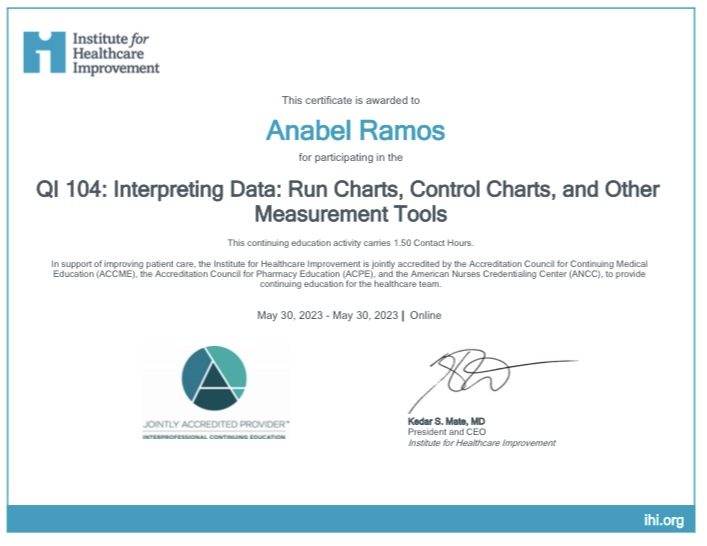 Institute for
Healthcare
Improvement
This certificate is awarded to
Anabel Ramos
for participating in the
QI 104: Interpreting Data: Run Charts, Control Charts, and Other
Measurement Tools
This continuing education activity carries 1.50 Contact Hours.
In support of improving patient care, the Institute for Healthcare Improvement is jointly accredited by the Accreditation Council for Continuing Medical
Education (ACCME), the Accreditation Council for Pharmacy Education (ACPE), and the American Nurses Credentialing Center (ANCC), to provide
continuing education for the healthcare team.
May 30, 2023 - May 30, 2023 | Online
JOINTLY ACCREDITED PROVIDER™
INTERPROFESSIONAL CONTINUING EDUCATION
Kedar S. Mate, MD
President and CEO
Institute for Healthcare Improvement
ihi.org